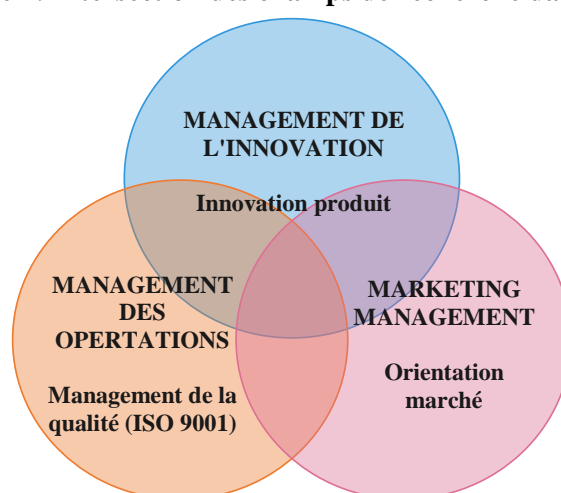 MANAGEMENT DE
L'INNOVATION
Innovation produit
MANAGEMENT
DES
OPERTATIONS
Management de la
qualité (ISO 9001)
MARKETING
MANAGEMENT
Orientation
marché